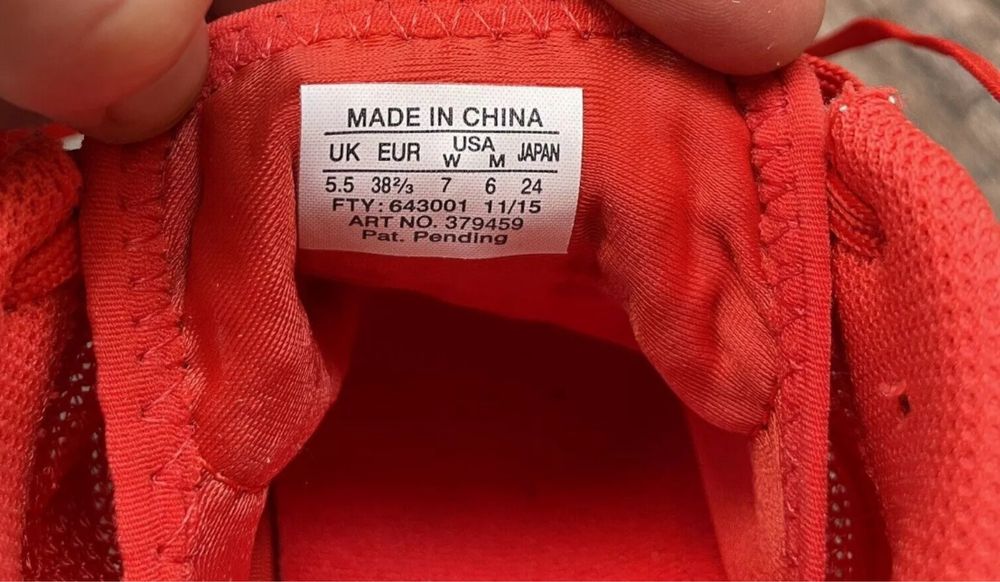 MADE IN CHINA
UK EUR USA W M JAPAN
5.5 38⅔ 7 6 24
FTY: 643001 11/15
ART NO. 379459
Pat. Pending